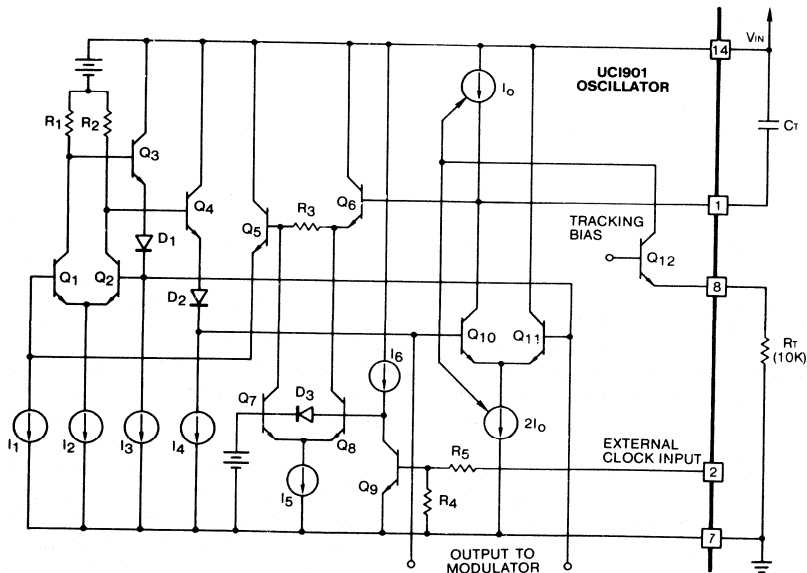 VIN
14
UC1901
OSCILLATOR
IO
R1
R2
CT
Q3
Q4
Q5
R3
Q6
1
TRACKING
BIAS
Q12
D1
Q1
Q2
D2
8
Q10
Q11
RT
(10K)
I6
Q7
D3
Q8
2IO
I1
I2
I3
I4
EXTERNAL
CLOCK INPUT
R5
2
Q9
I5
R4
7
OUTPUT TO
MODULATOR